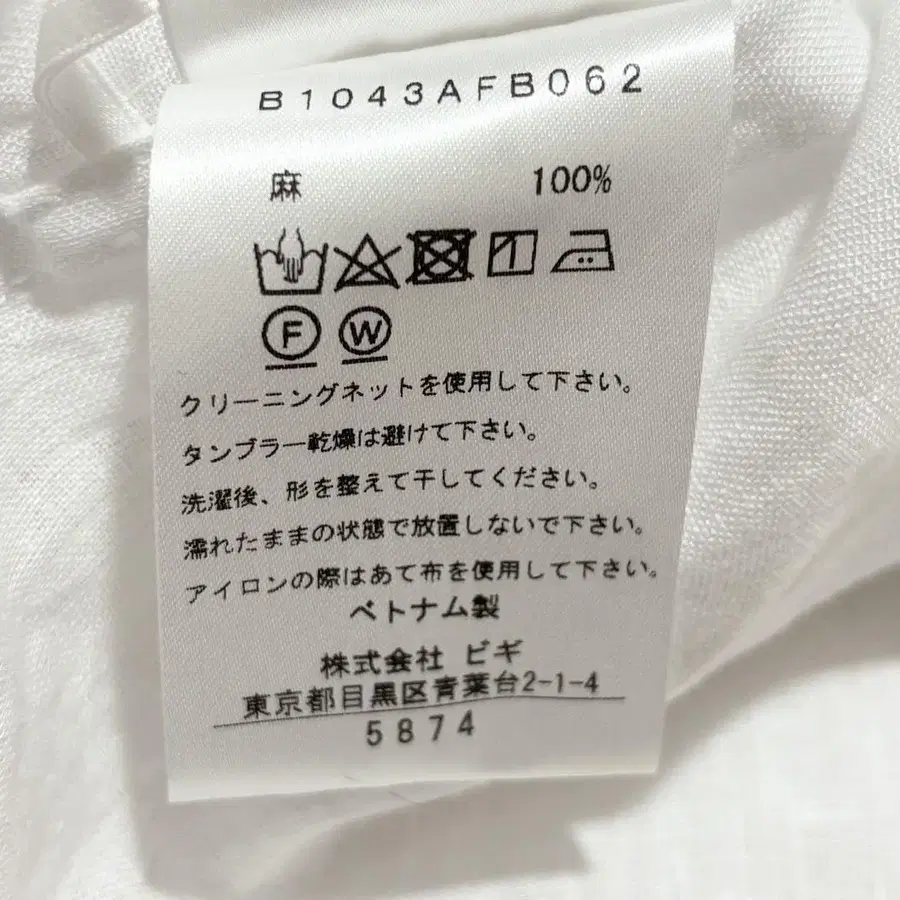 B1043AFB062
麻 100%
F W
クリーニングネットを使用して下さい。
タンブラー乾燥は避けて下さい。
洗濯後、形を整えて干してください。
濡れたままの状態で放置しないで下さい。
アイロンの際はあて布を使用して下さい。
ベトナム製
株式会社 ビギ
東京都目黒区青葉台2-1-4
5874